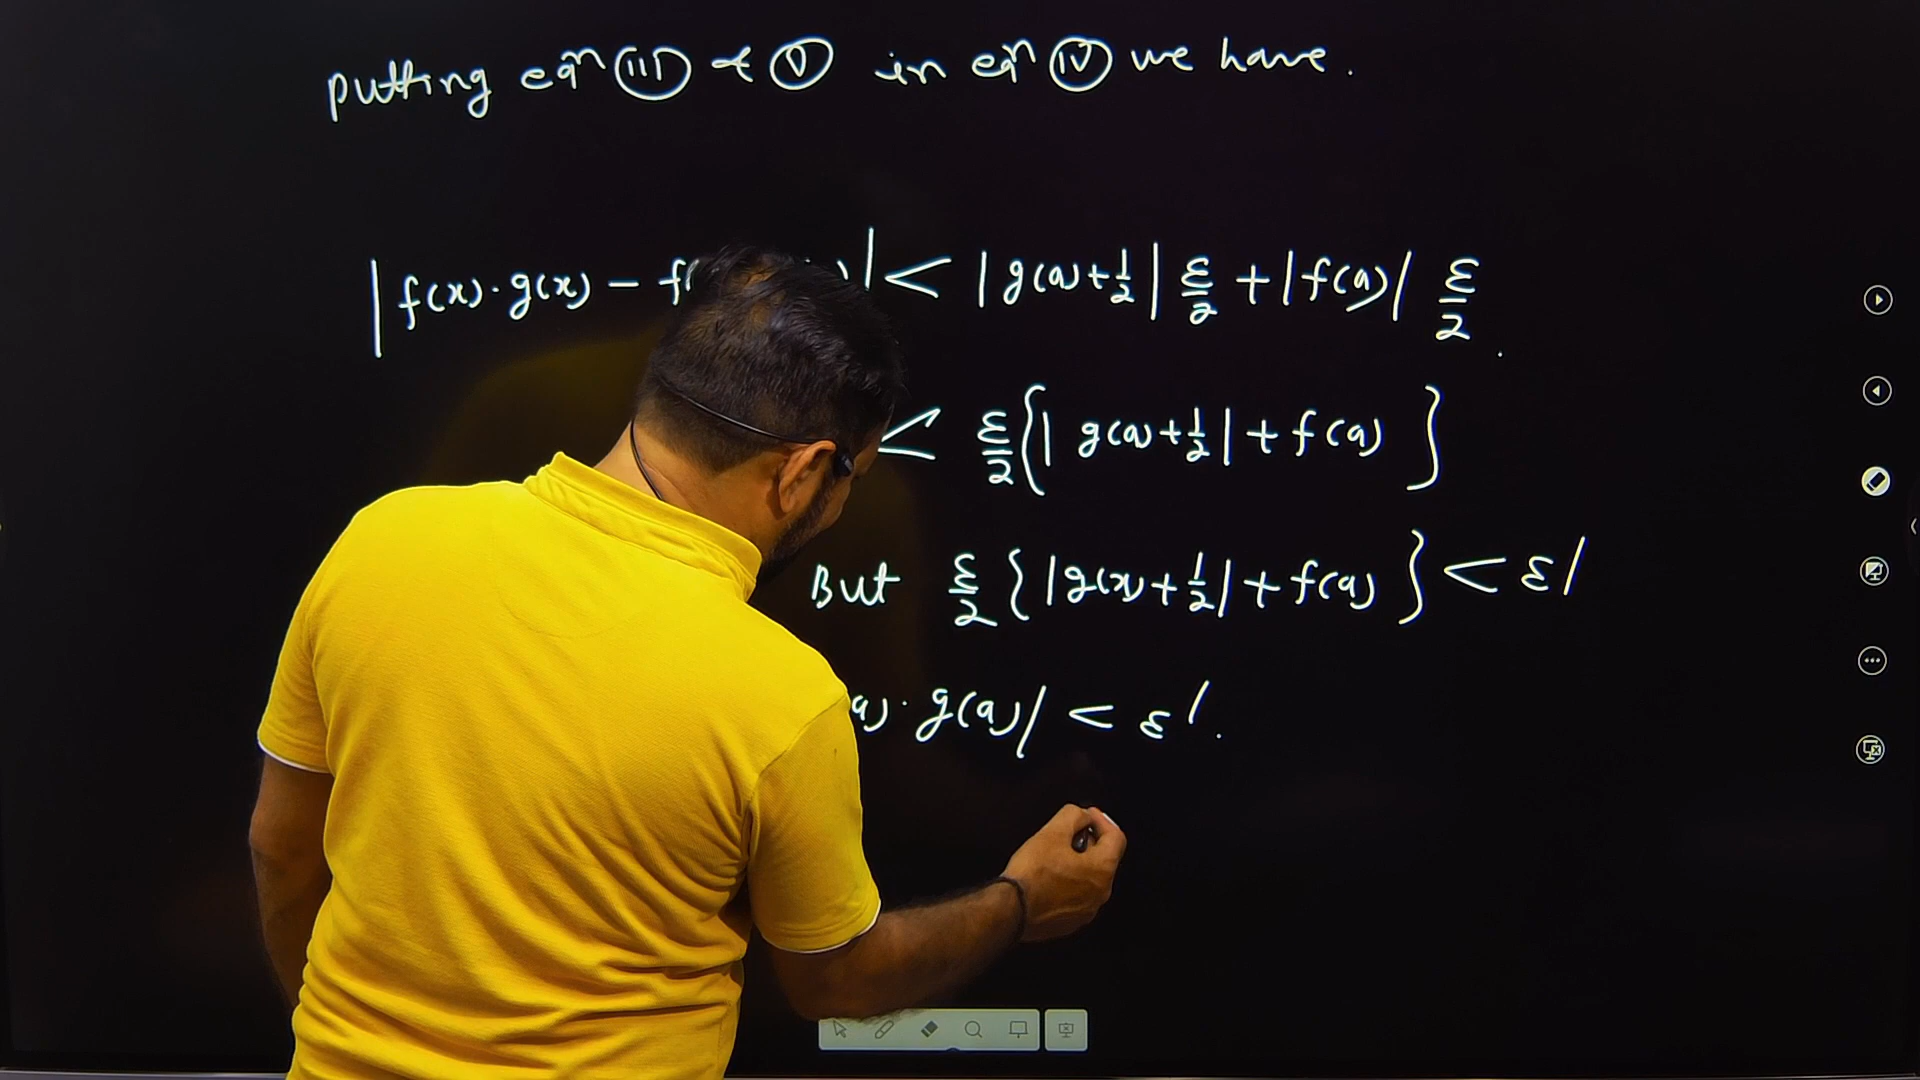 Putting eqⁿ (III) & (V) in eqⁿ (IV) we have.
|f(x)·g(x) – f( )| < |g(a)+½| ε/2 + |f(a)| ε/2.
< ε/2 {|g(a)+½| + f(a)}
But ε/2 {|g(x)+½| + f(a)} < ε'
a)·g(a)| < ε'.